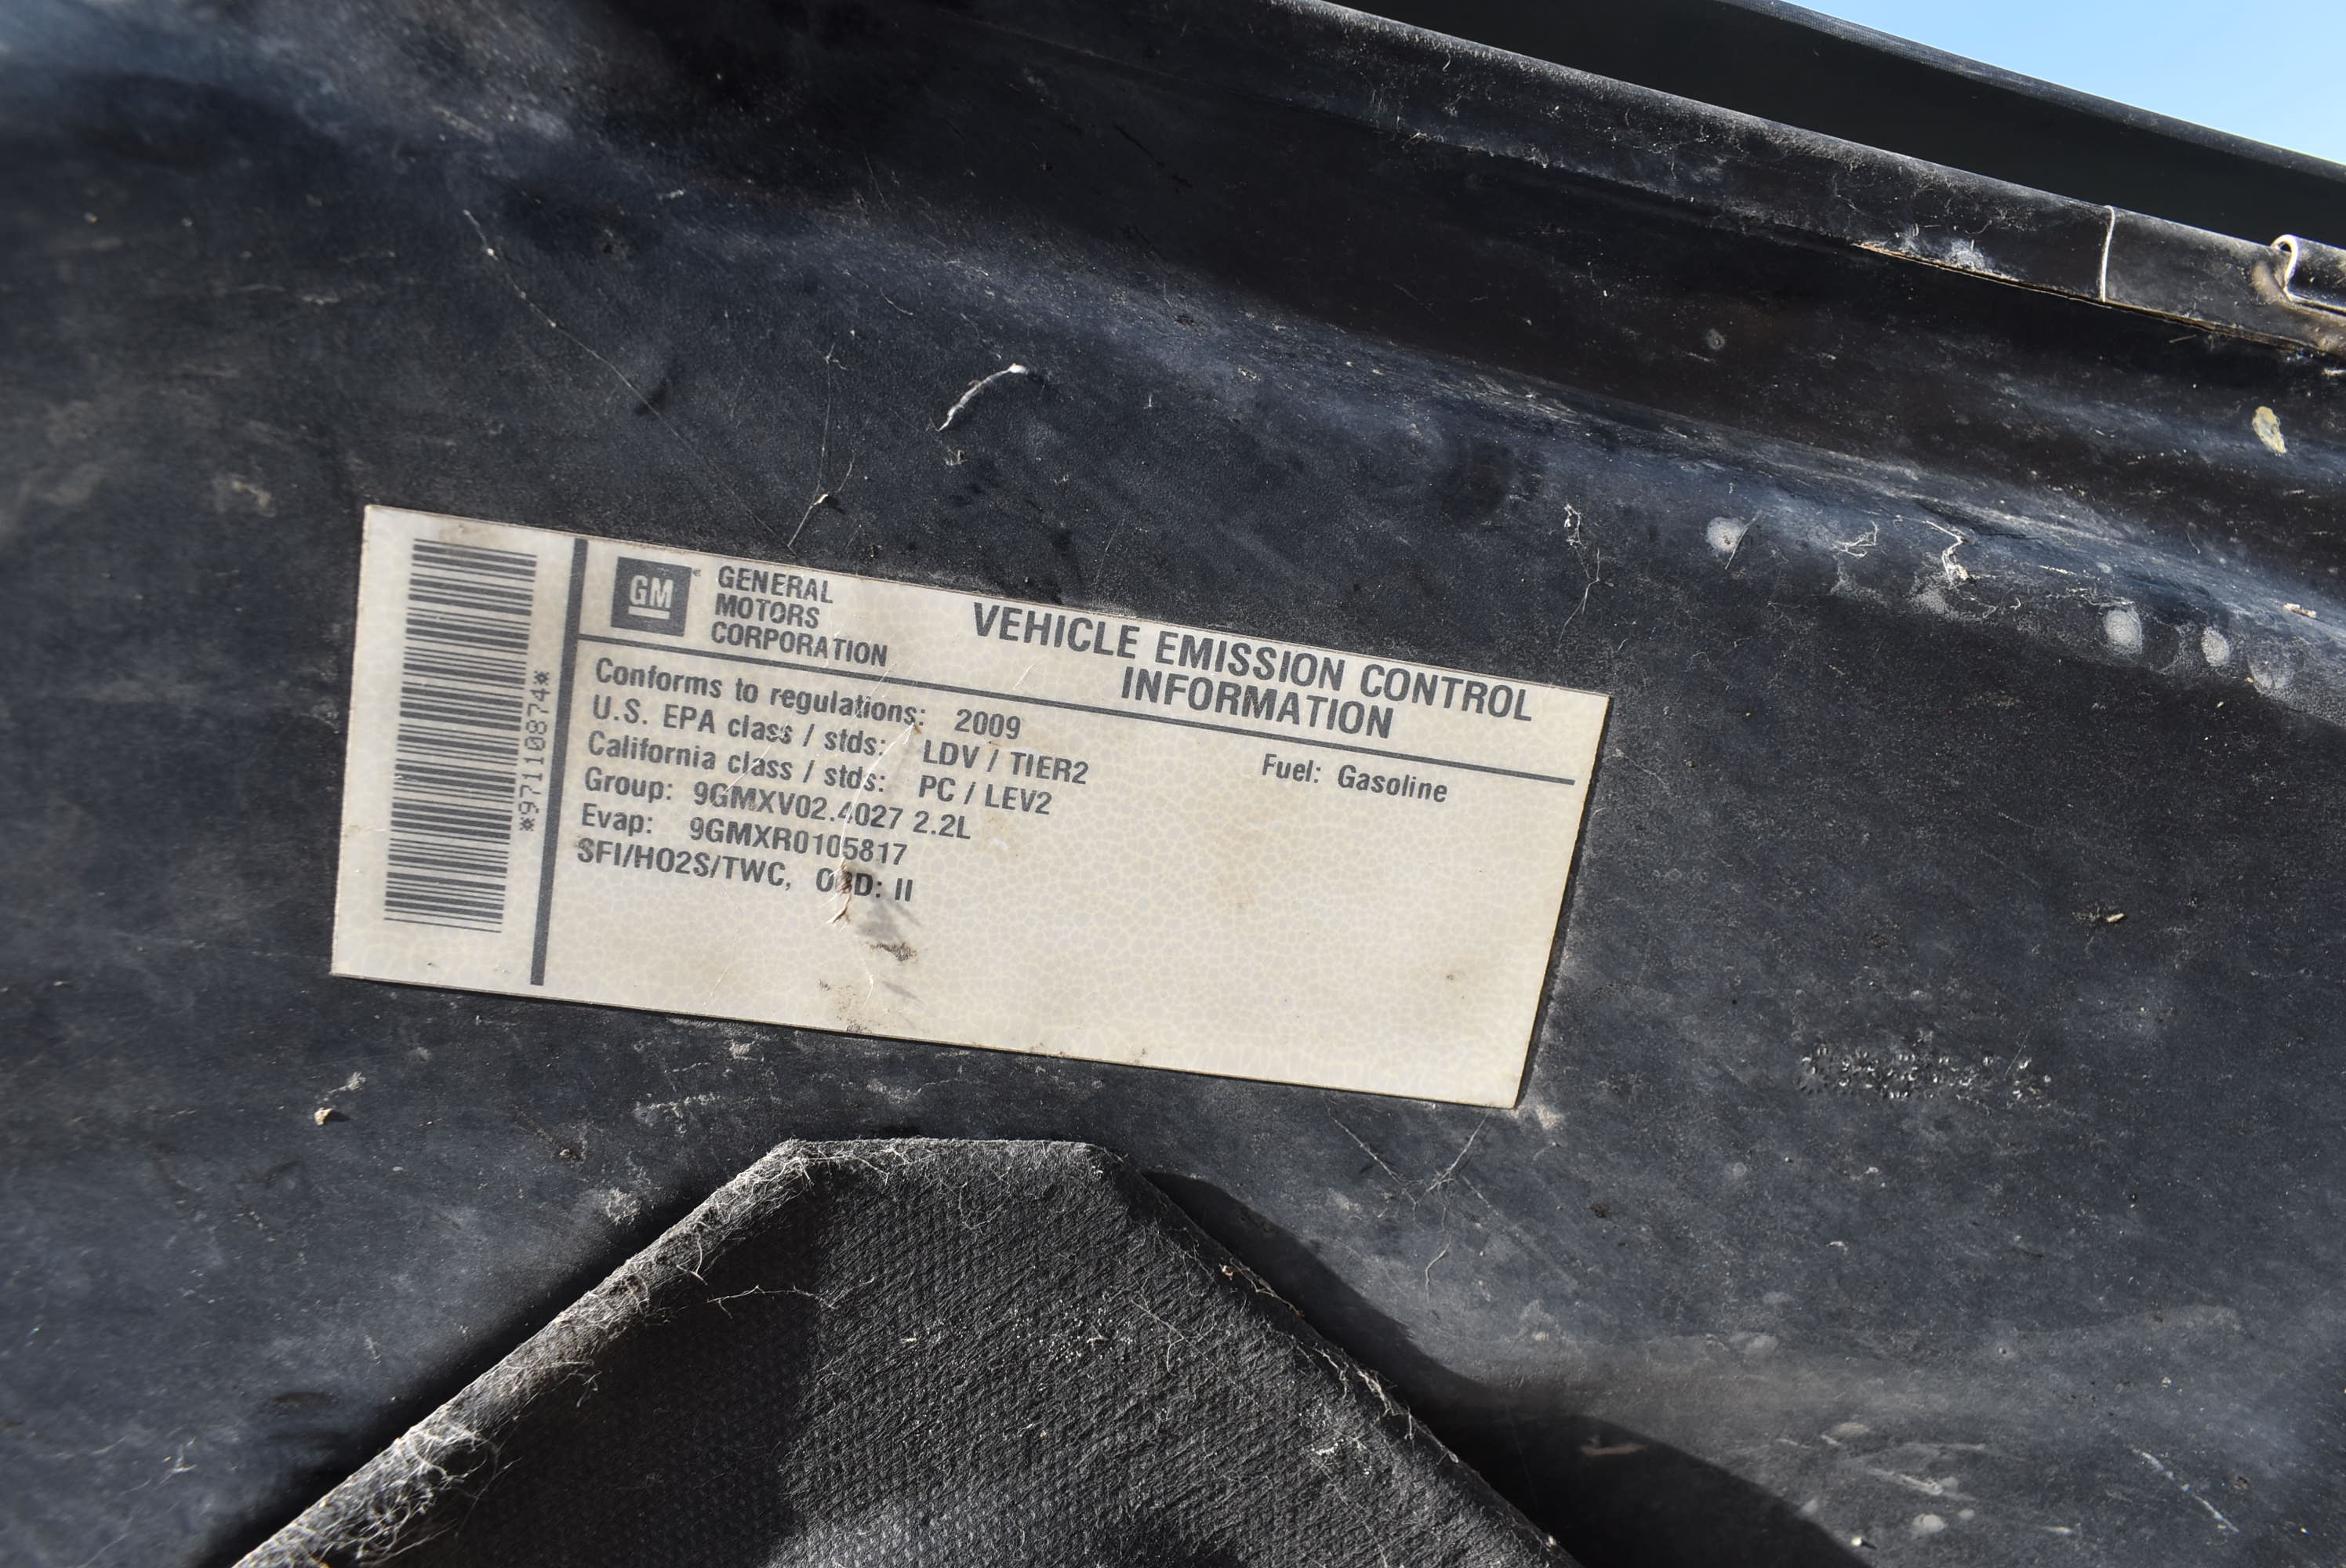 *971108740*
GM
GENERAL
MOTORS
CORPORATION
VEHICLE EMISSION CONTROL
INFORMATION
Conforms to regulations: 2009
Fuel: Gasoline
U.S. EPA class / stds: LDV / TIER2
California class / stds: PC / LEV2
Group: 9GMXV02.4027 2.2L
Evap: 9GMXR0105817
SFI/HO2S/TWC, OBD: II